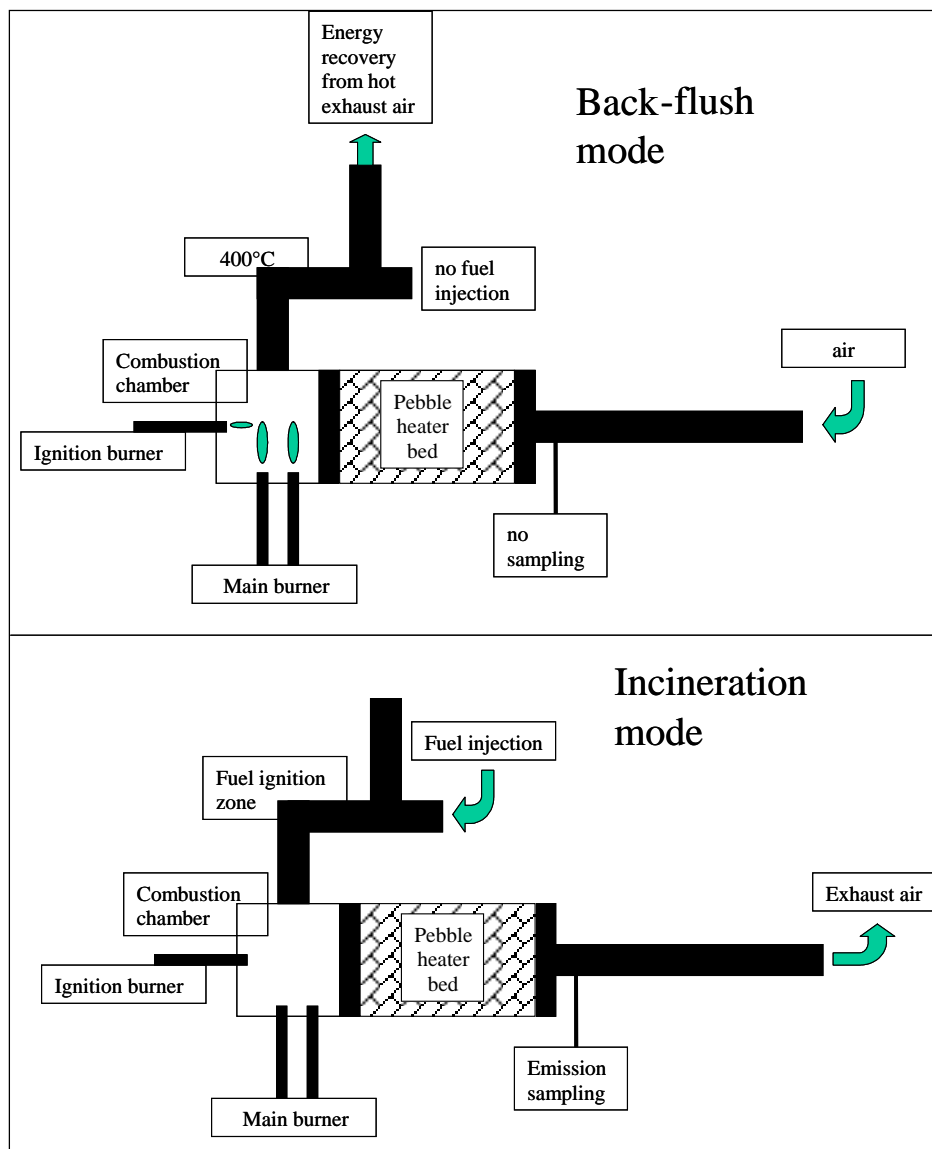 Energy
recovery
from hot
exhaust air
Back-flush
mode
400°C
no fuel
injection
Combustion
chamber
air
Pebble
heater
bed
Ignition burner
no
sampling
Main burner
Incineration
mode
Fuel injection
Fuel ignition
zone
Combustion
chamber
Exhaust air
Pebble
heater
bed
Ignition burner
Emission
sampling
Main burner